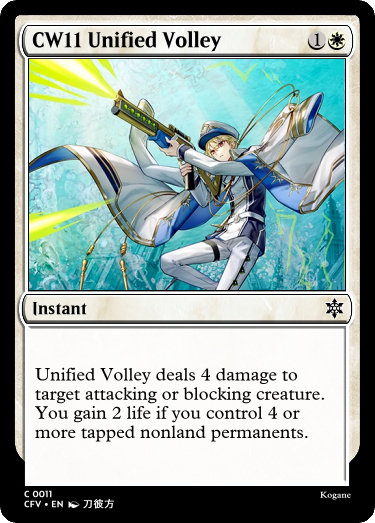 CW11 Unified Volley 1
Instant
Unified Volley deals 4 damage to
target attacking or blocking creature.
You gain 2 life if you control 4 or
more tapped nonland permanents.
C 0011
Kogane
CFV • EN 刀彼方